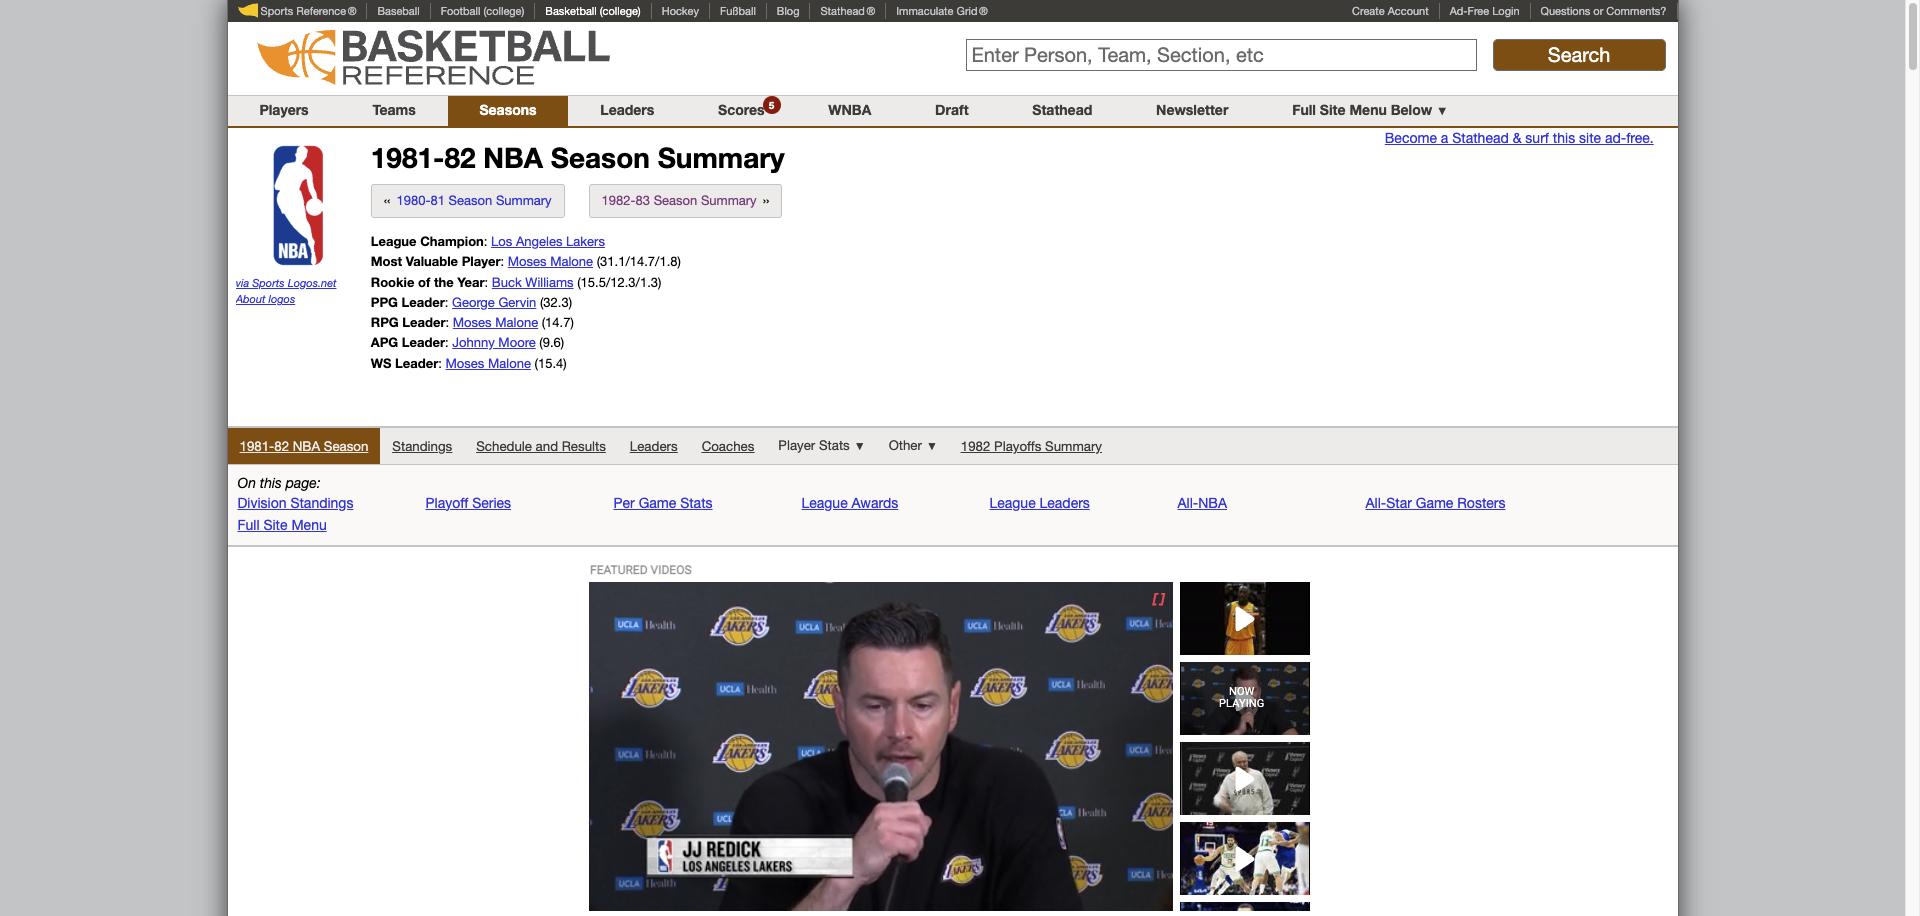 Sports Reference ®
Baseball
Football (college)
Basketball (college)
Hockey
Fußball
Blog
Stathead ®
Immaculate Grid ®
Create Account
Ad-Free Login
Questions or Comments?
BASKETBALL
REFERENCE
Enter Person, Team, Section, etc
Search
Players
Teams
Seasons
Leaders
Scores 5
WNBA
Draft
Stathead
Newsletter
Full Site Menu Below ▼
Become a Stathead & surf this site ad-free.
NBA
via Sports Logos.net
About logos
1981-82 NBA Season Summary
« 1980-81 Season Summary
1982-83 Season Summary »
League Champion: Los Angeles Lakers
Most Valuable Player: Moses Malone (31.1/14.7/1.8)
Rookie of the Year: Buck Williams (15.5/12.3/1.3)
PPG Leader: George Gervin (32.3)
RPG Leader: Moses Malone (14.7)
APG Leader: Johnny Moore (9.6)
WS Leader: Moses Malone (15.4)
1981-82 NBA Season
Standings
Schedule and Results
Leaders
Coaches
Player Stats ▼
Other ▼
1982 Playoffs Summary
On this page:
Division Standings
Playoff Series
Per Game Stats
League Awards
League Leaders
All-NBA
All-Star Game Rosters
Full Site Menu
FEATURED VIDEOS
UCLA Health
LAKERS
JJ REDICK
LOS ANGELES LAKERS
NOW
PLAYING
SPURS